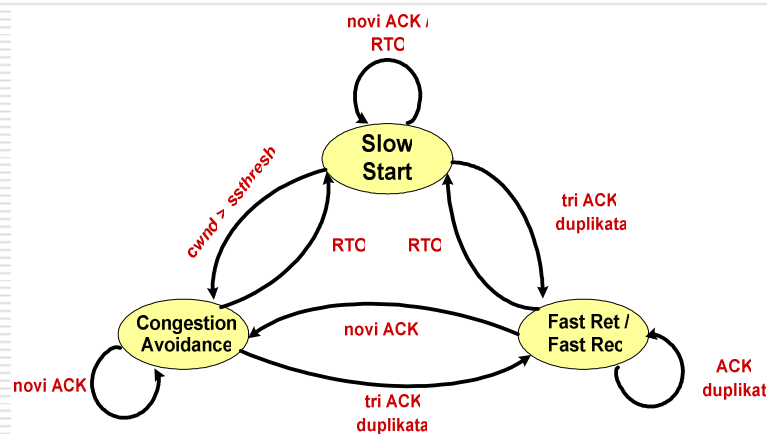 novi ACK /
RTO
Slow
Start
cwnd > ssthresh
tri ACK
duplikata
RTO
RTO
Congestion
Avoidance
novi ACK
Fast Ret /
Fast Rec
novi ACK
ACK
duplikat
tri ACK
duplikata